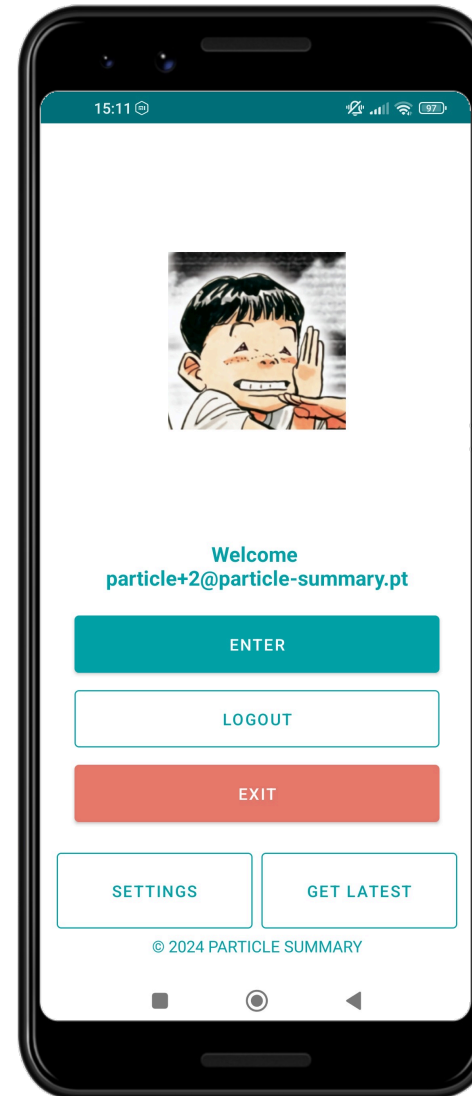 15:11
97
Welcome
particle+2@particle-summary.pt
ENTER
LOGOUT
EXIT
SETTINGS
GET LATEST
© 2024 PARTICLE SUMMARY